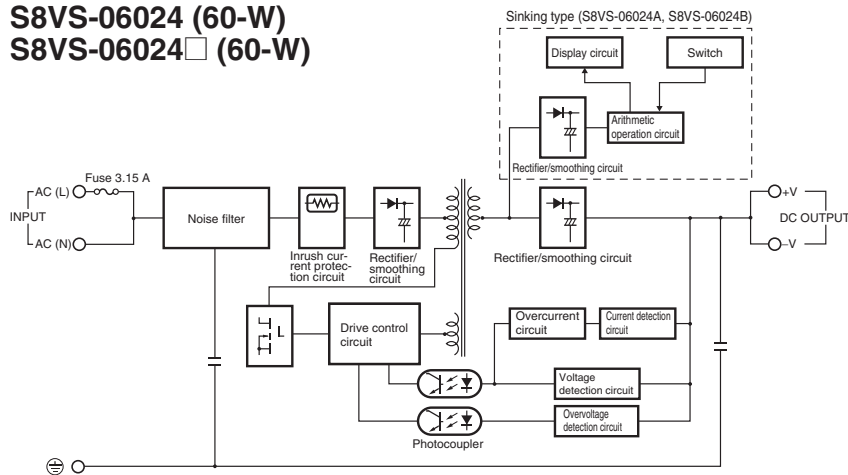 S8VS-06024 (60-W)
S8VS-06024□ (60-W)
Sinking type (S8VS-06024A, S8VS-06024B)
Display circuit
Switch
Arithmetic
operation circuit
Rectifier/smoothing circuit
Fuse 3.15 A
AC (L)
INPUT
AC (N)
Noise filter
Inrush cur-
rent protec-
tion circuit
Rectifier/
smoothing
circuit
Rectifier/smoothing circuit
+V
DC OUTPUT
–V
Drive control
circuit
Overcurrent
circuit
Current detection
circuit
Voltage
detection circuit
Overvoltage
detection circuit
Photocoupler